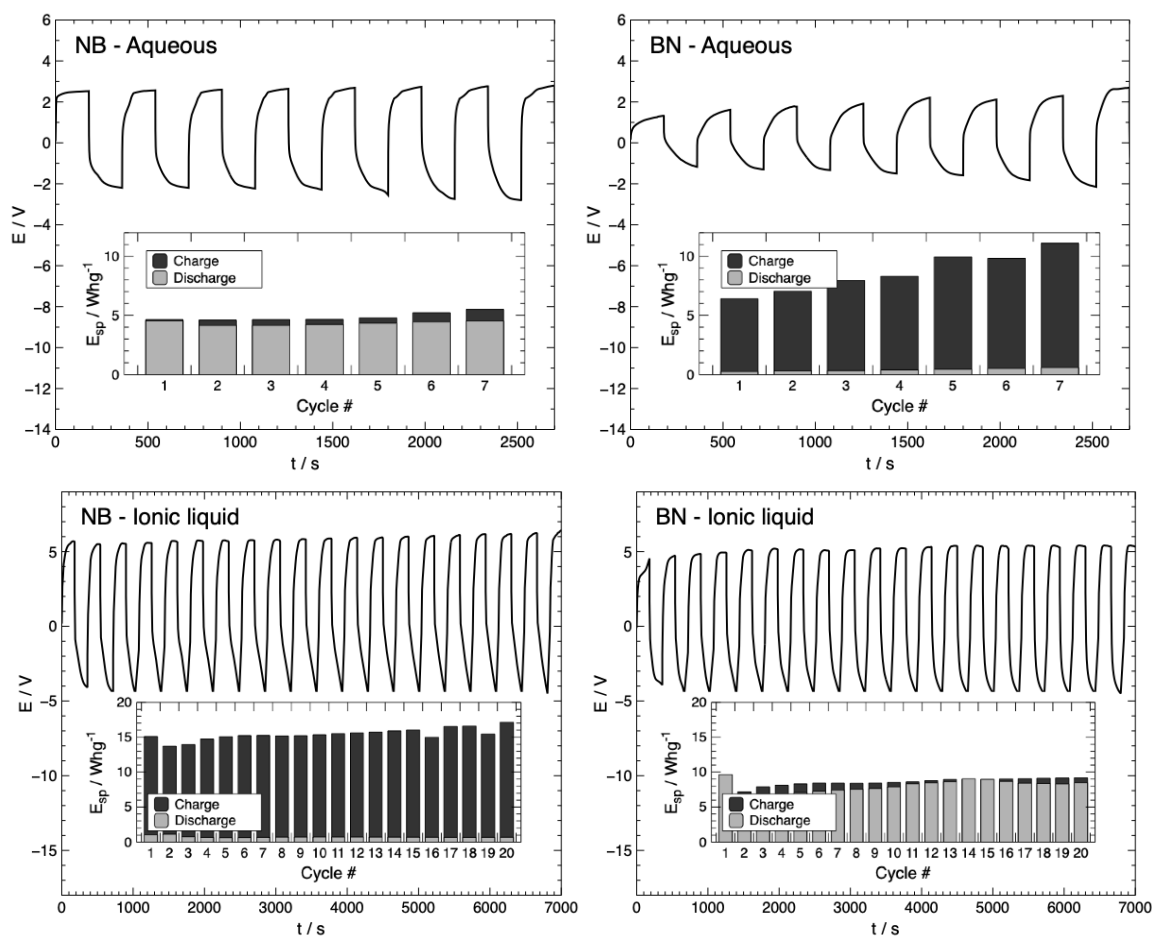 NB - Aqueous
E / V
6
4
2
0
−2
−4
−6
−8
−10
−12
−14
E_sp / Whg^-1
10
5
0
Charge
Discharge
1 2 3 4 5 6 7
Cycle #
0 500 1000 1500 2000 2500
t / s
BN - Aqueous
E / V
6
4
2
0
−2
−4
−6
−8
−10
−12
−14
E_sp / Whg^-1
10
5
0
Charge
Discharge
1 2 3 4 5 6 7
Cycle #
0 500 1000 1500 2000 2500
t / s
NB - Ionic liquid
E / V
5
0
−5
−10
−15
E_sp / Whg^-1
20
15
10
5
0
Charge
Discharge
1 2 3 4 5 6 7 8 9 10 11 12 13 14 15 16 17 18 19 20
Cycle #
0 1000 2000 3000 4000 5000 6000 7000
t / s
BN - Ionic liquid
E / V
5
0
−5
−10
−15
E_sp / Whg^-1
20
15
10
5
0
Charge
Discharge
1 2 3 4 5 6 7 8 9 10 11 12 13 14 15 16 17 18 19 20
Cycle #
0 1000 2000 3000 4000 5000 6000 7000
t / s